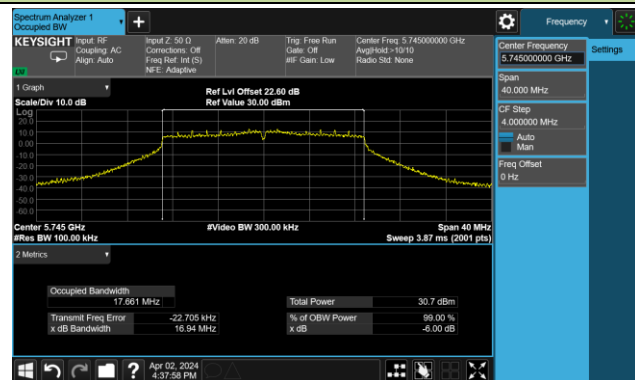 Spectrum Analyzer 1
Occupied BW
Frequency
KEYSIGHT
Input: RF
Coupling: AC
Align: Auto
Input Z: 50 Ω
Corrections: Off
Freq Ref: Int (S)
NFE: Adaptive
Atten: 20 dB
Trig: Free Run
Gate: Off
#IF Gain: Low
Center Freq: 5.745000000 GHz
Avg|Hold:>10/10
Radio Std: None
LW
Center Frequency
5.745000000 GHz
Settings
Span
40.000 MHz
CF Step
4.000000 MHz
Auto
Man
Freq Offset
0 Hz
1 Graph
Scale/Div 10.0 dB
Ref Lvl Offset 22.60 dB
Ref Value 30.00 dBm
Log
20.0
10.0
0.00
-10.0
-20.0
-30.0
-40.0
-50.0
-60.0
Center 5.745 GHz
#Video BW 300.00 kHz
Span 40 MHz
#Res BW 100.00 kHz
Sweep 3.87 ms (2001 pts)
2 Metrics
Occupied Bandwidth
17.661 MHz
Total Power 30.7 dBm
Transmit Freq Error -22.705 kHz
% of OBW Power 99.00 %
x dB Bandwidth 16.94 MHz
x dB -6.00 dB
?
Apr 02, 2024
4:37:58 PM